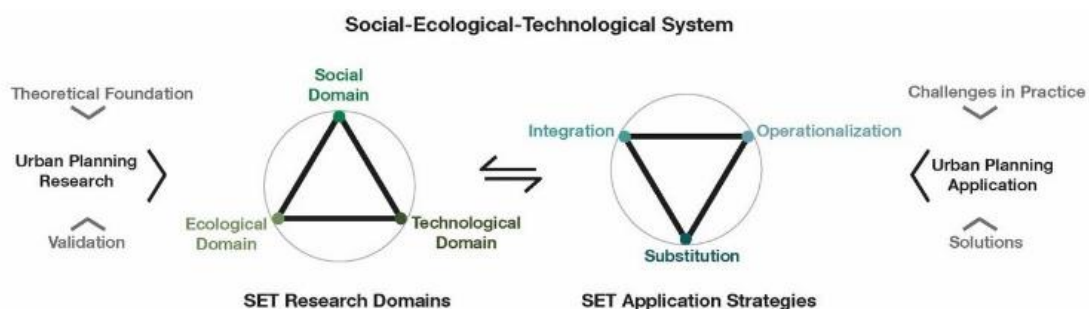 Social-Ecological-Technological System
Theoretical Foundation
Urban Planning
Research
Validation
Social
Domain
Ecological
Domain
Technological
Domain
SET Research Domains
Integration
Operationalization
Substitution
SET Application Strategies
Challenges in Practice
Urban Planning
Application
Solutions